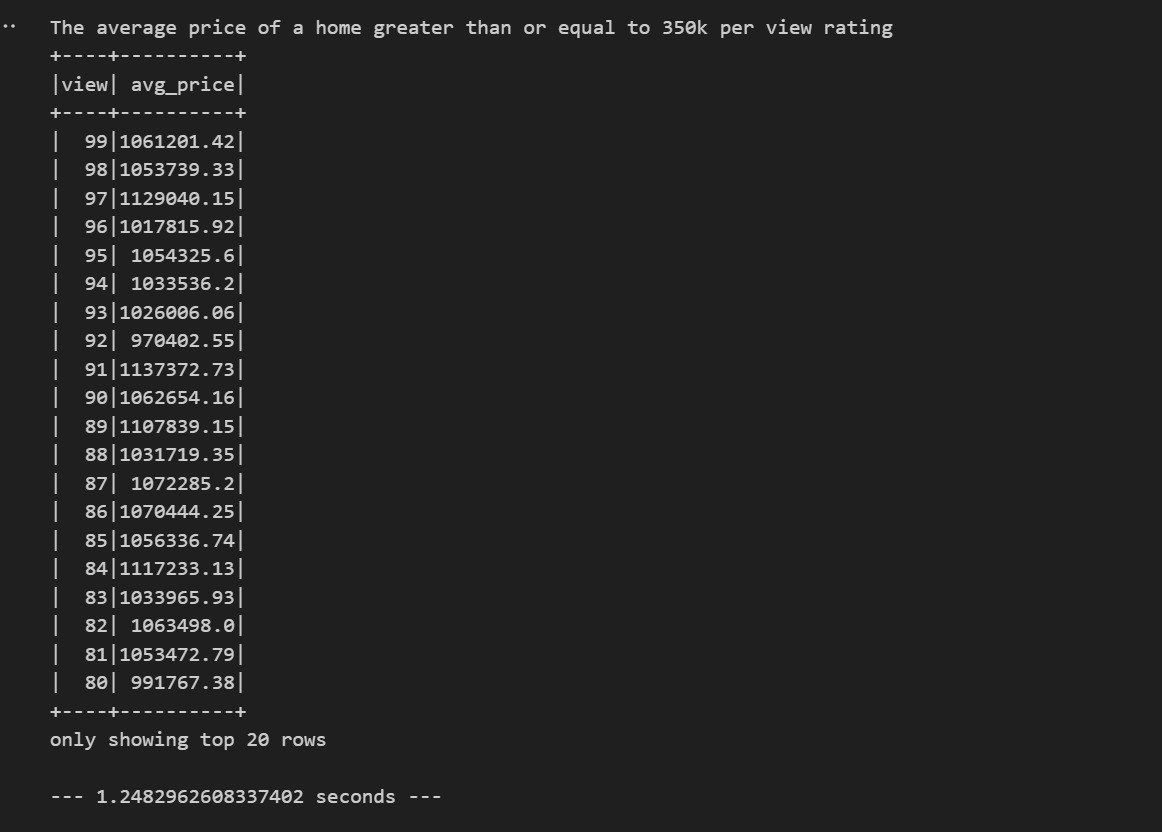 The average price of a home greater than or equal to 350k per view rating
+----+----------+
|view| avg_price|
+----+----------+
|  99|1061201.42|
|  98|1053739.33|
|  97|1129040.15|
|  96|1017815.92|
|  95| 1054325.6|
|  94| 1033536.2|
|  93|1026006.06|
|  92| 970402.55|
|  91|1137372.73|
|  90|1062654.16|
|  89|1107839.15|
|  88|1031719.35|
|  87| 1072285.2|
|  86|1070444.25|
|  85|1056336.74|
|  84|1117233.13|
|  83|1033965.93|
|  82| 1063498.0|
|  81|1053472.79|
|  80| 991767.38|
+----+----------+
only showing top 20 rows

--- 1.2482962608337402 seconds ---